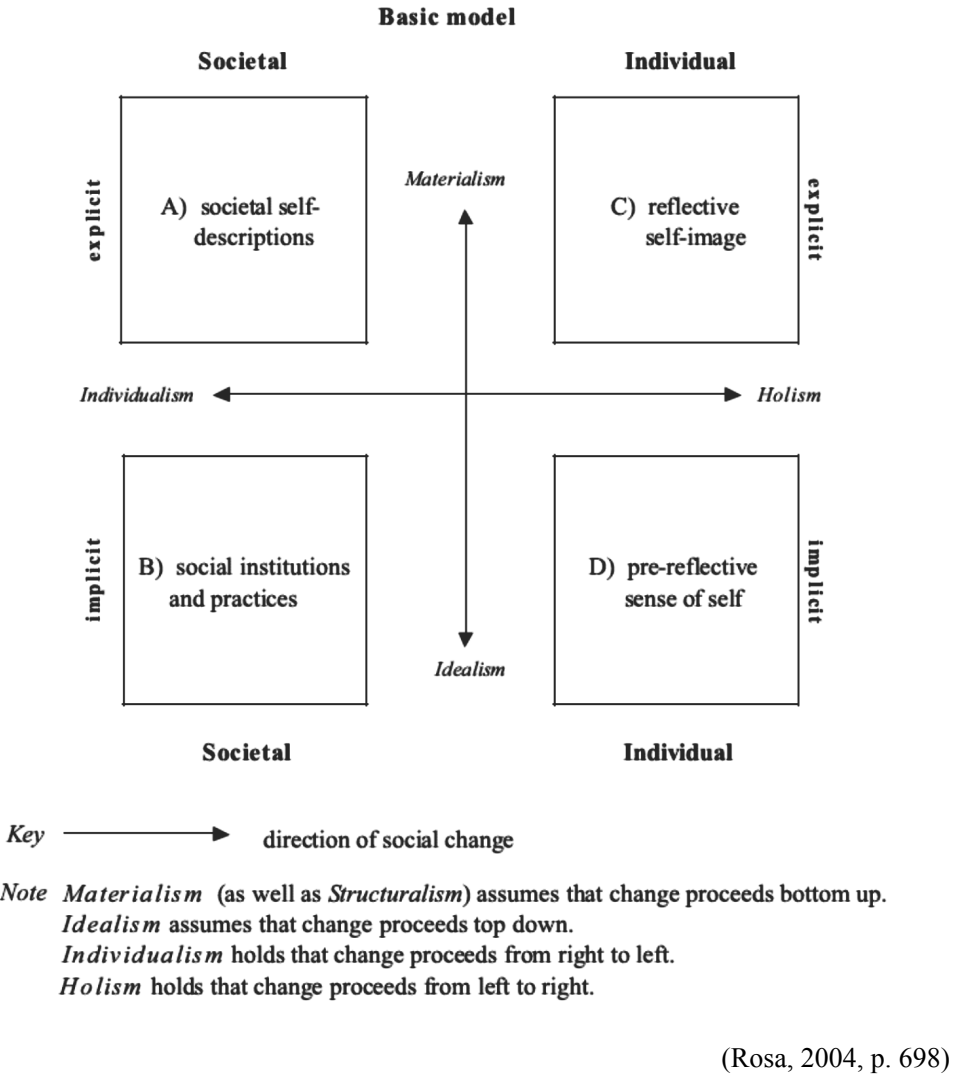 Basic model
Societal
Individual
explicit
A) societal self-
descriptions
Materialism
C) reflective
self-image
explicit
Individualism
Holism
implicit
B) social institutions
and practices
Idealism
D) pre-reflective
sense of self
implicit
Societal
Individual
Key
direction of social change
Note Materialism (as well as Structuralism) assumes that change proceeds bottom up.
Idealism assumes that change proceeds top down.
Individualism holds that change proceeds from right to left.
Holism holds that change proceeds from left to right.
(Rosa, 2004, p. 698)